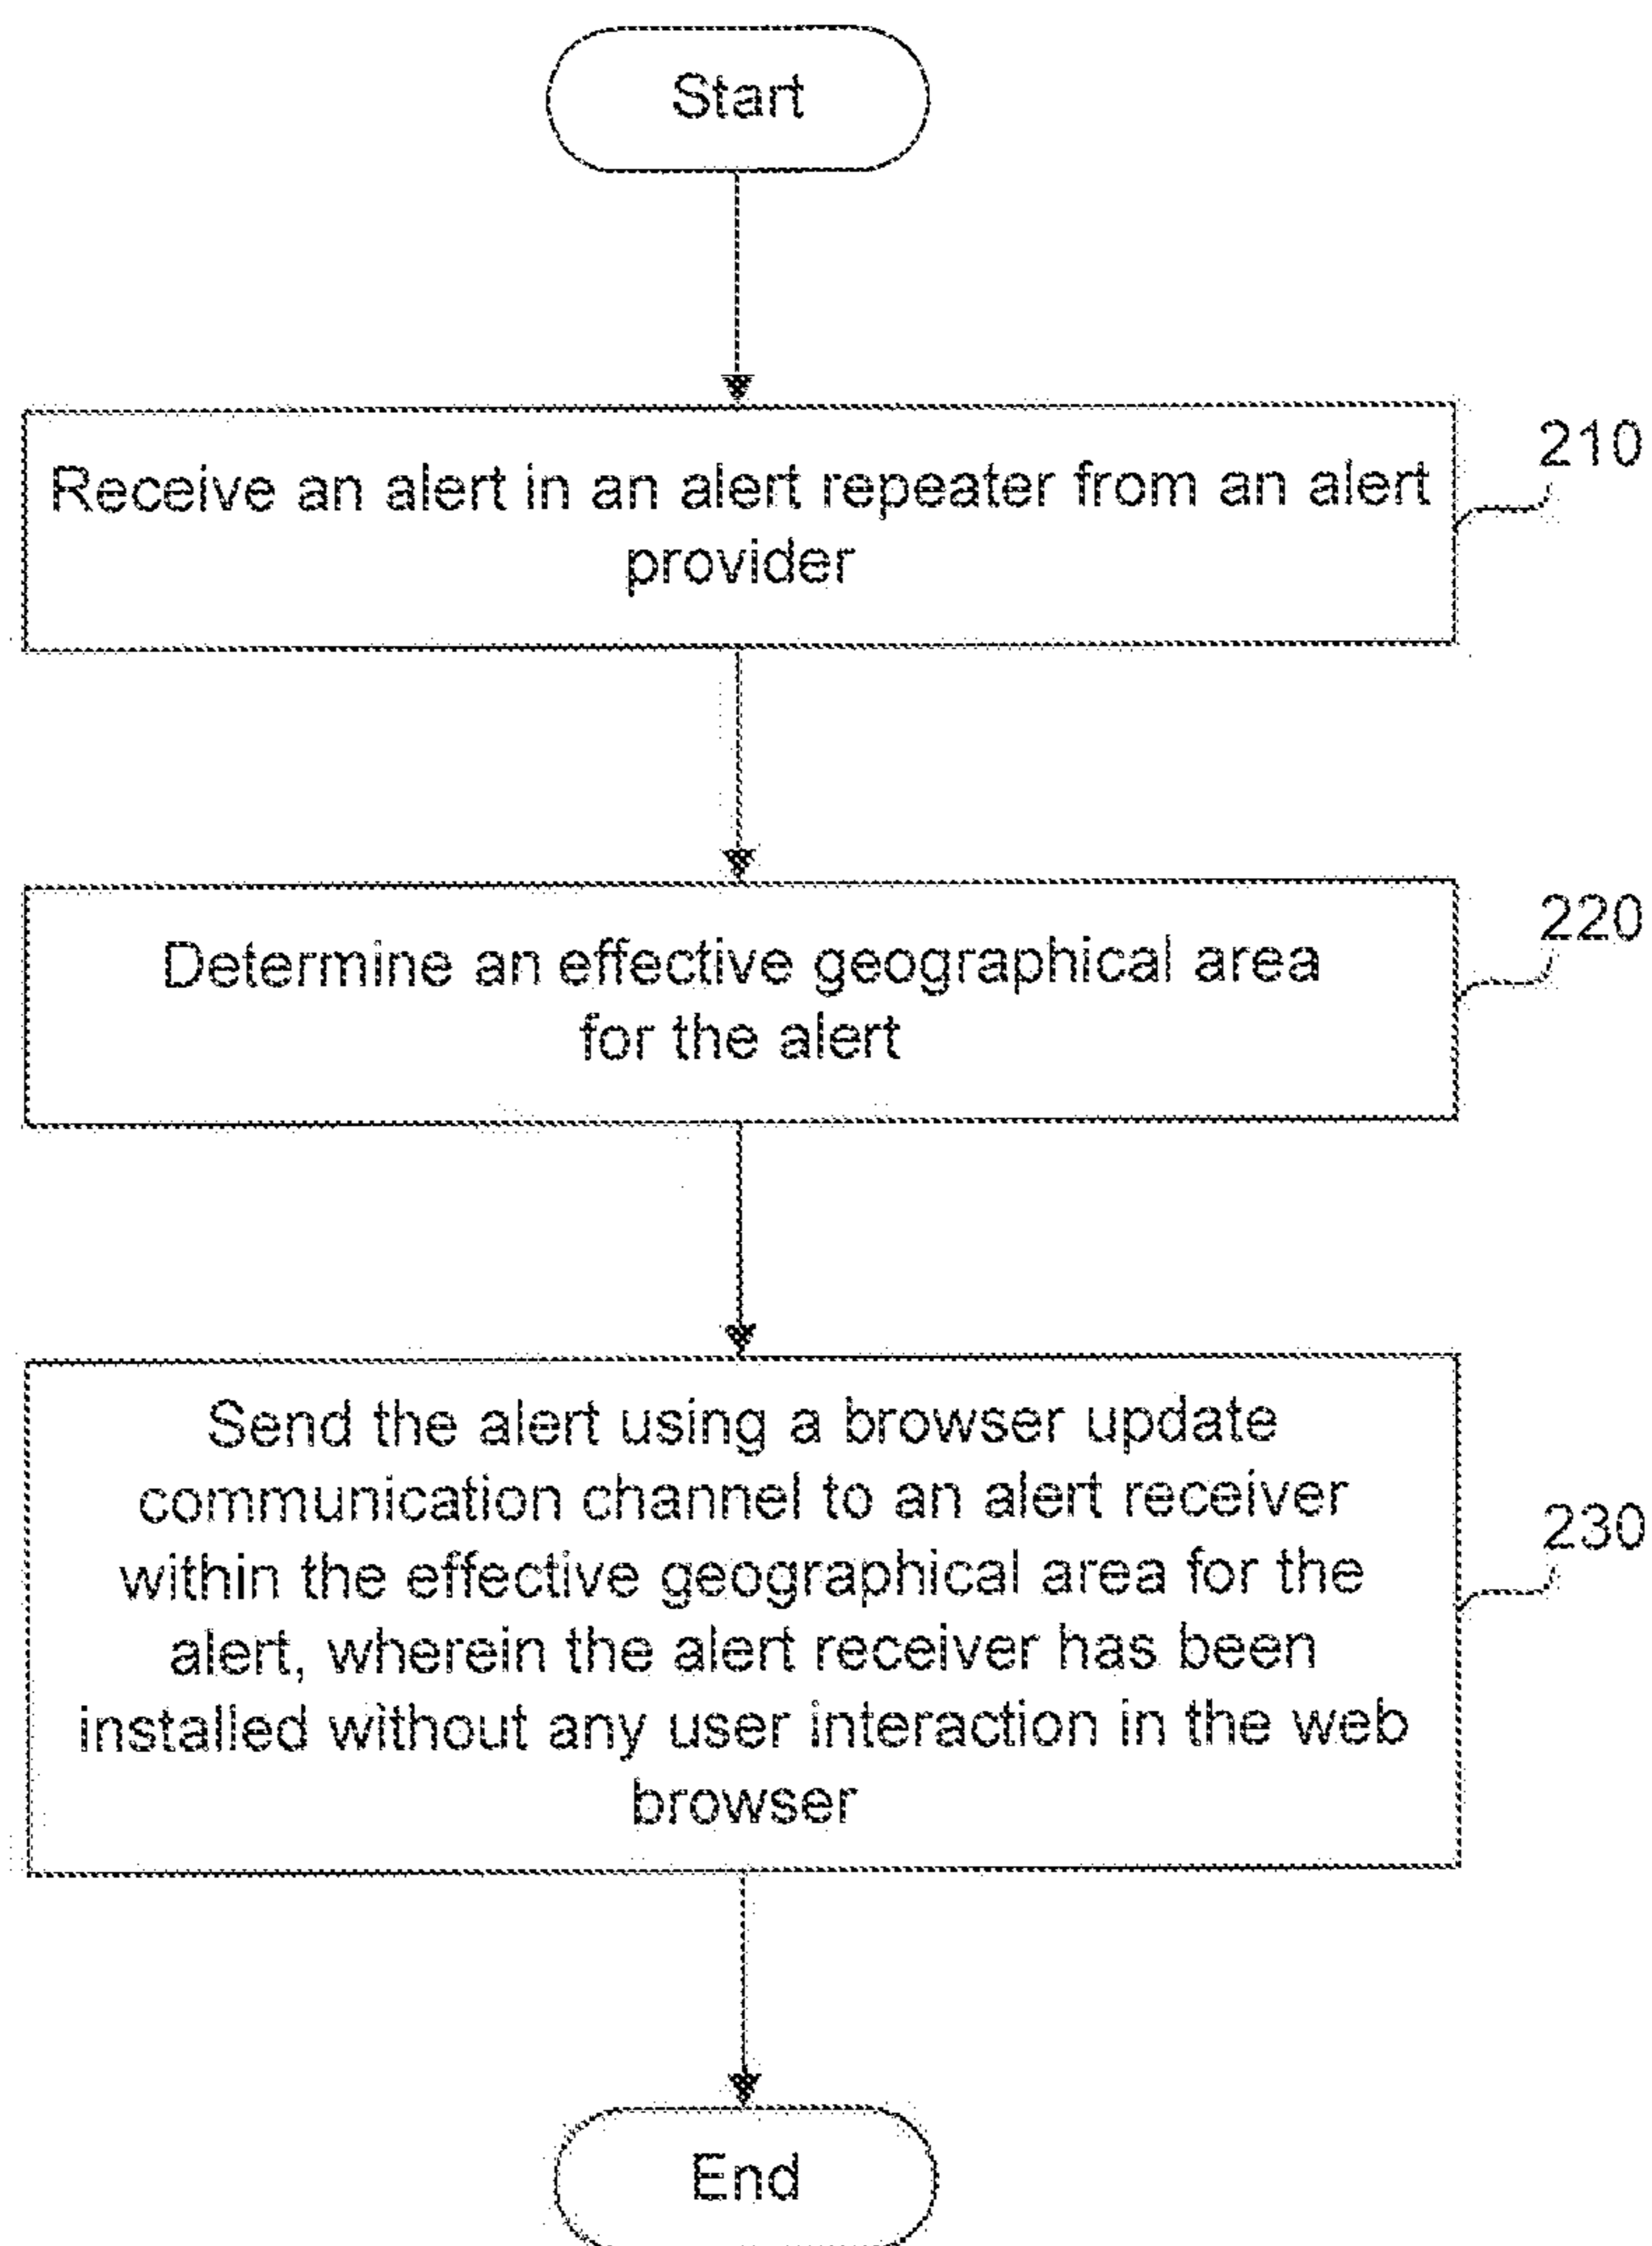 Start
Receive an alert in an alert repeater from an alert
provider
210
Determine an effective geographical area
for the alert
220
Send the alert using a browser update
communication channel to an alert receiver
within the effective geographical area for the
alert, wherein the alert receiver has been
installed without any user interaction in the web
browser
230
End